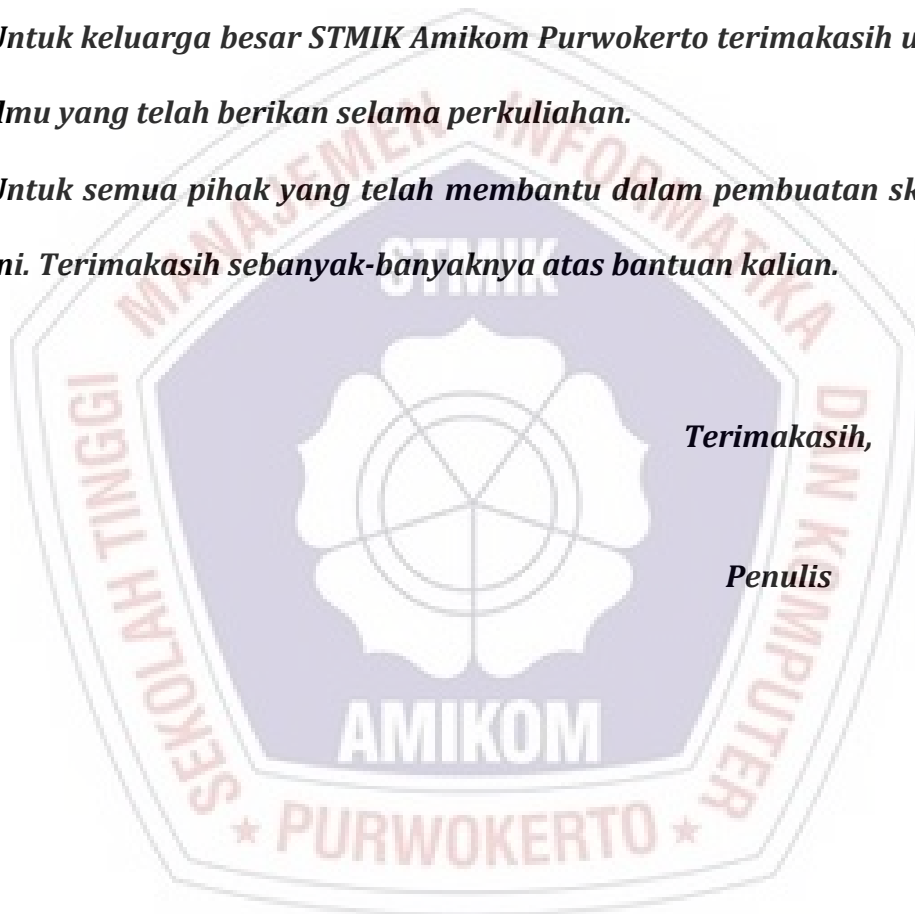 Untuk keluarga besar STMIK Amikom Purwokerto terimakasih
lmu yang telah berikan selama perkuliahan.
Untuk semua pihak yang telah membantu dalam pembuatan
ni. Terimakasih sebanyak-banyaknya atas bantuan kalian.
MANAJEMEN INFORMATIKA
STMIK
SEKOLAH TINGGI
DAN KOMPUTER
Terimakasih,
Penulis
AMIKOM
★ PURWOKERTO ★